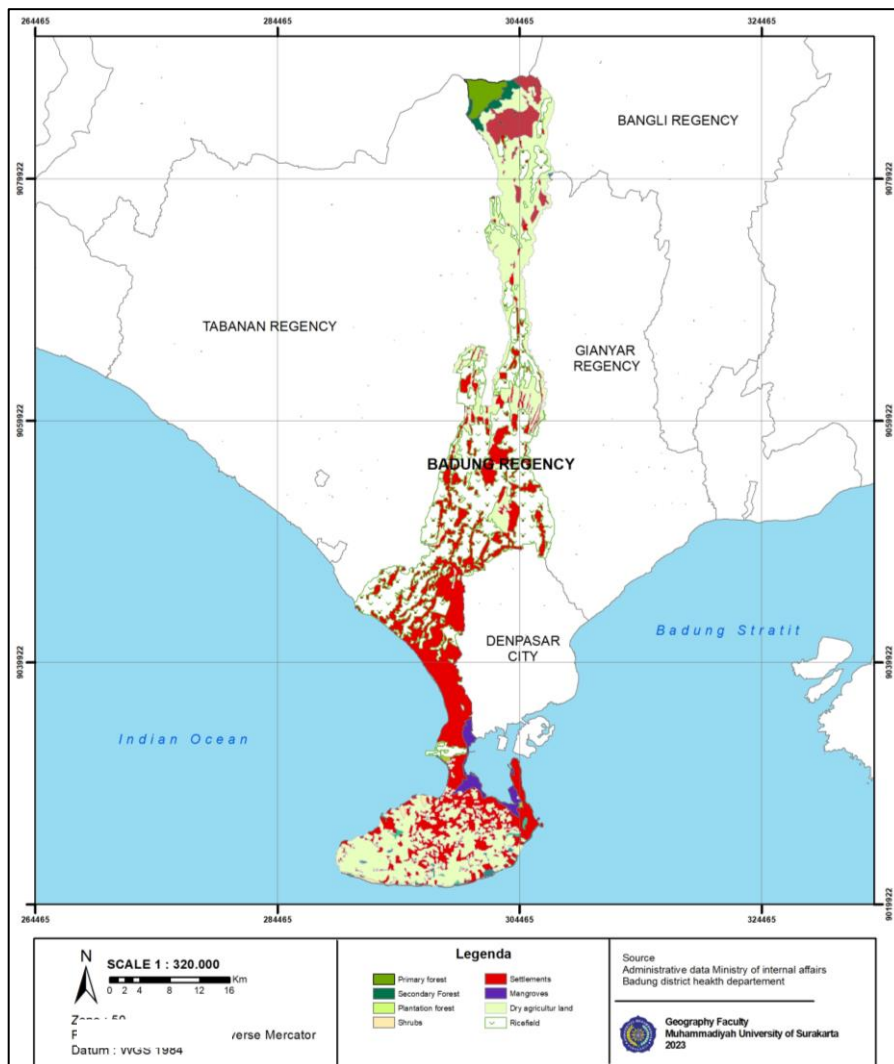 264465 284465 304465 324465
BANGLI REGENCY
9079922 9079922
TABANAN REGENCY
GIANYAR
REGENCY
9059922 9059922
BADUNG REGENCY
DENPASAR
CITY
Badung Stratit
9039922 9039922
Indian Ocean
9019922 9019922
264465 284465 304465 324465
N
SCALE 1 : 320.000
Km
0 2 4 8 12 16
verse Mercator
Datum : WGS 1984
Legenda
Primary forest
Secondary Forest
Plantation forest
Shrubs
Settlements
Mangroves
Dry agricultur land
Ricefield
Source
Administrative data Ministry of internal affairs
Badung district heakth departement
Geography Faculty
Muhammadiyah University of Surakarta
2023